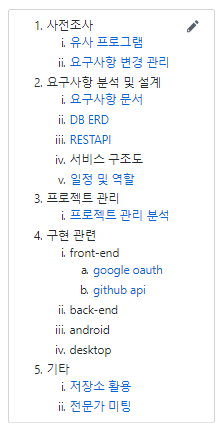 1. 사전조사
i. 유사 프로그램
ii. 요구사항 변경 관리
2. 요구사항 분석 및 설계
i. 요구사항 문서
ii. DB ERD
iii. RESTAPI
iv. 서비스 구조도
v. 일정 및 역할
3. 프로젝트 관리
i. 프로젝트 관리 분석
4. 구현 관련
i. front-end
a. google oauth
b. github api
ii. back-end
iii. android
iv. desktop
5. 기타
i. 저장소 활용
ii. 전문가 미팅